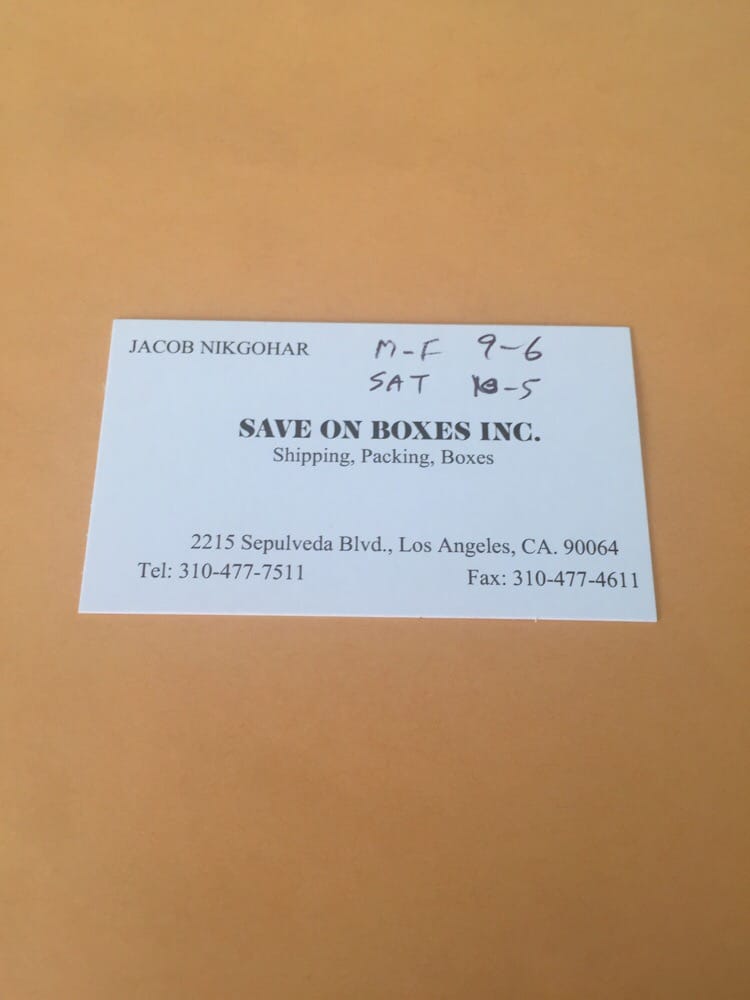 JACOB NIKGOHAR
M-F 9-6
SAT 10-5
SAVE ON BOXES INC.
Shipping, Packing, Boxes
2215 Sepulveda Blvd., Los Angeles, CA. 90064
Tel: 310-477-7511 Fax: 310-477-4611